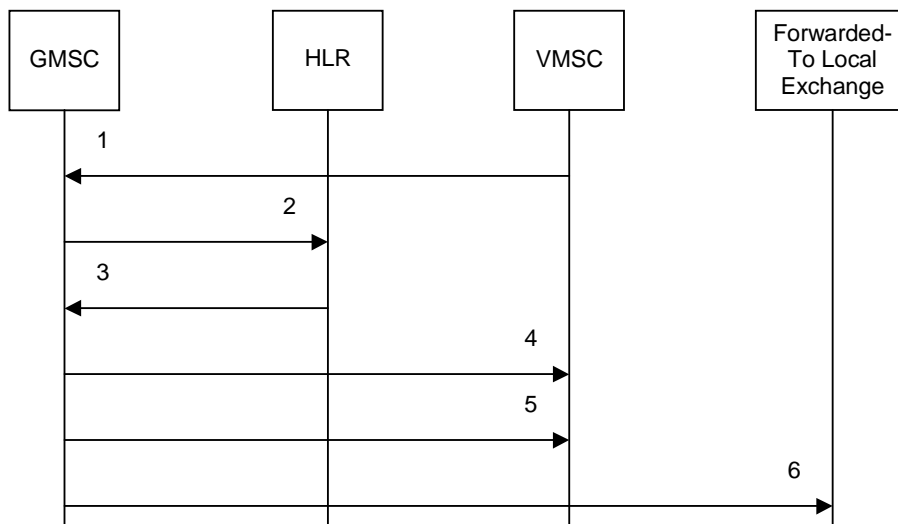 GMSC
HLR
VMSC
Forwarded-
To Local
Exchange
1
2
3
4
5
6